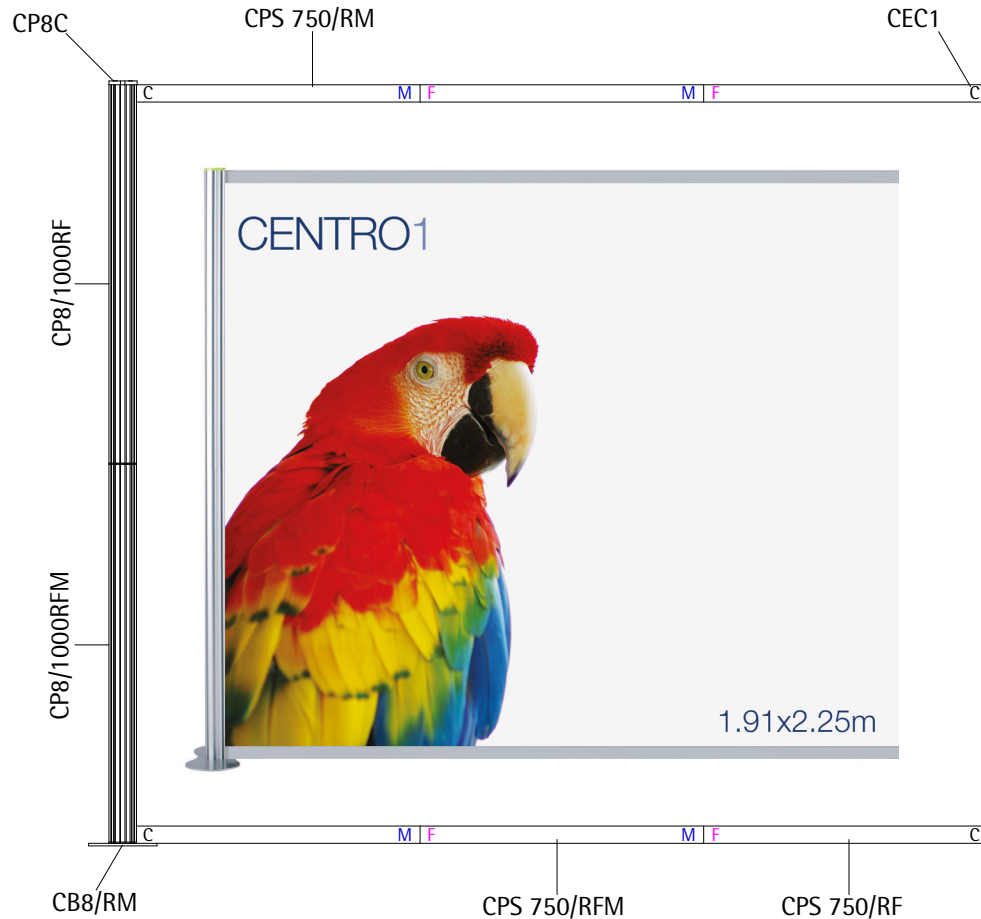 CP8C
CPS 750/RM
CEC1
C M F M F C
CP8/1000RF
CENTRO1
CP8/1000RFM
1.91x2.25m
C M F M F C
CB8/RM
CPS 750/RFM
CPS 750/RF